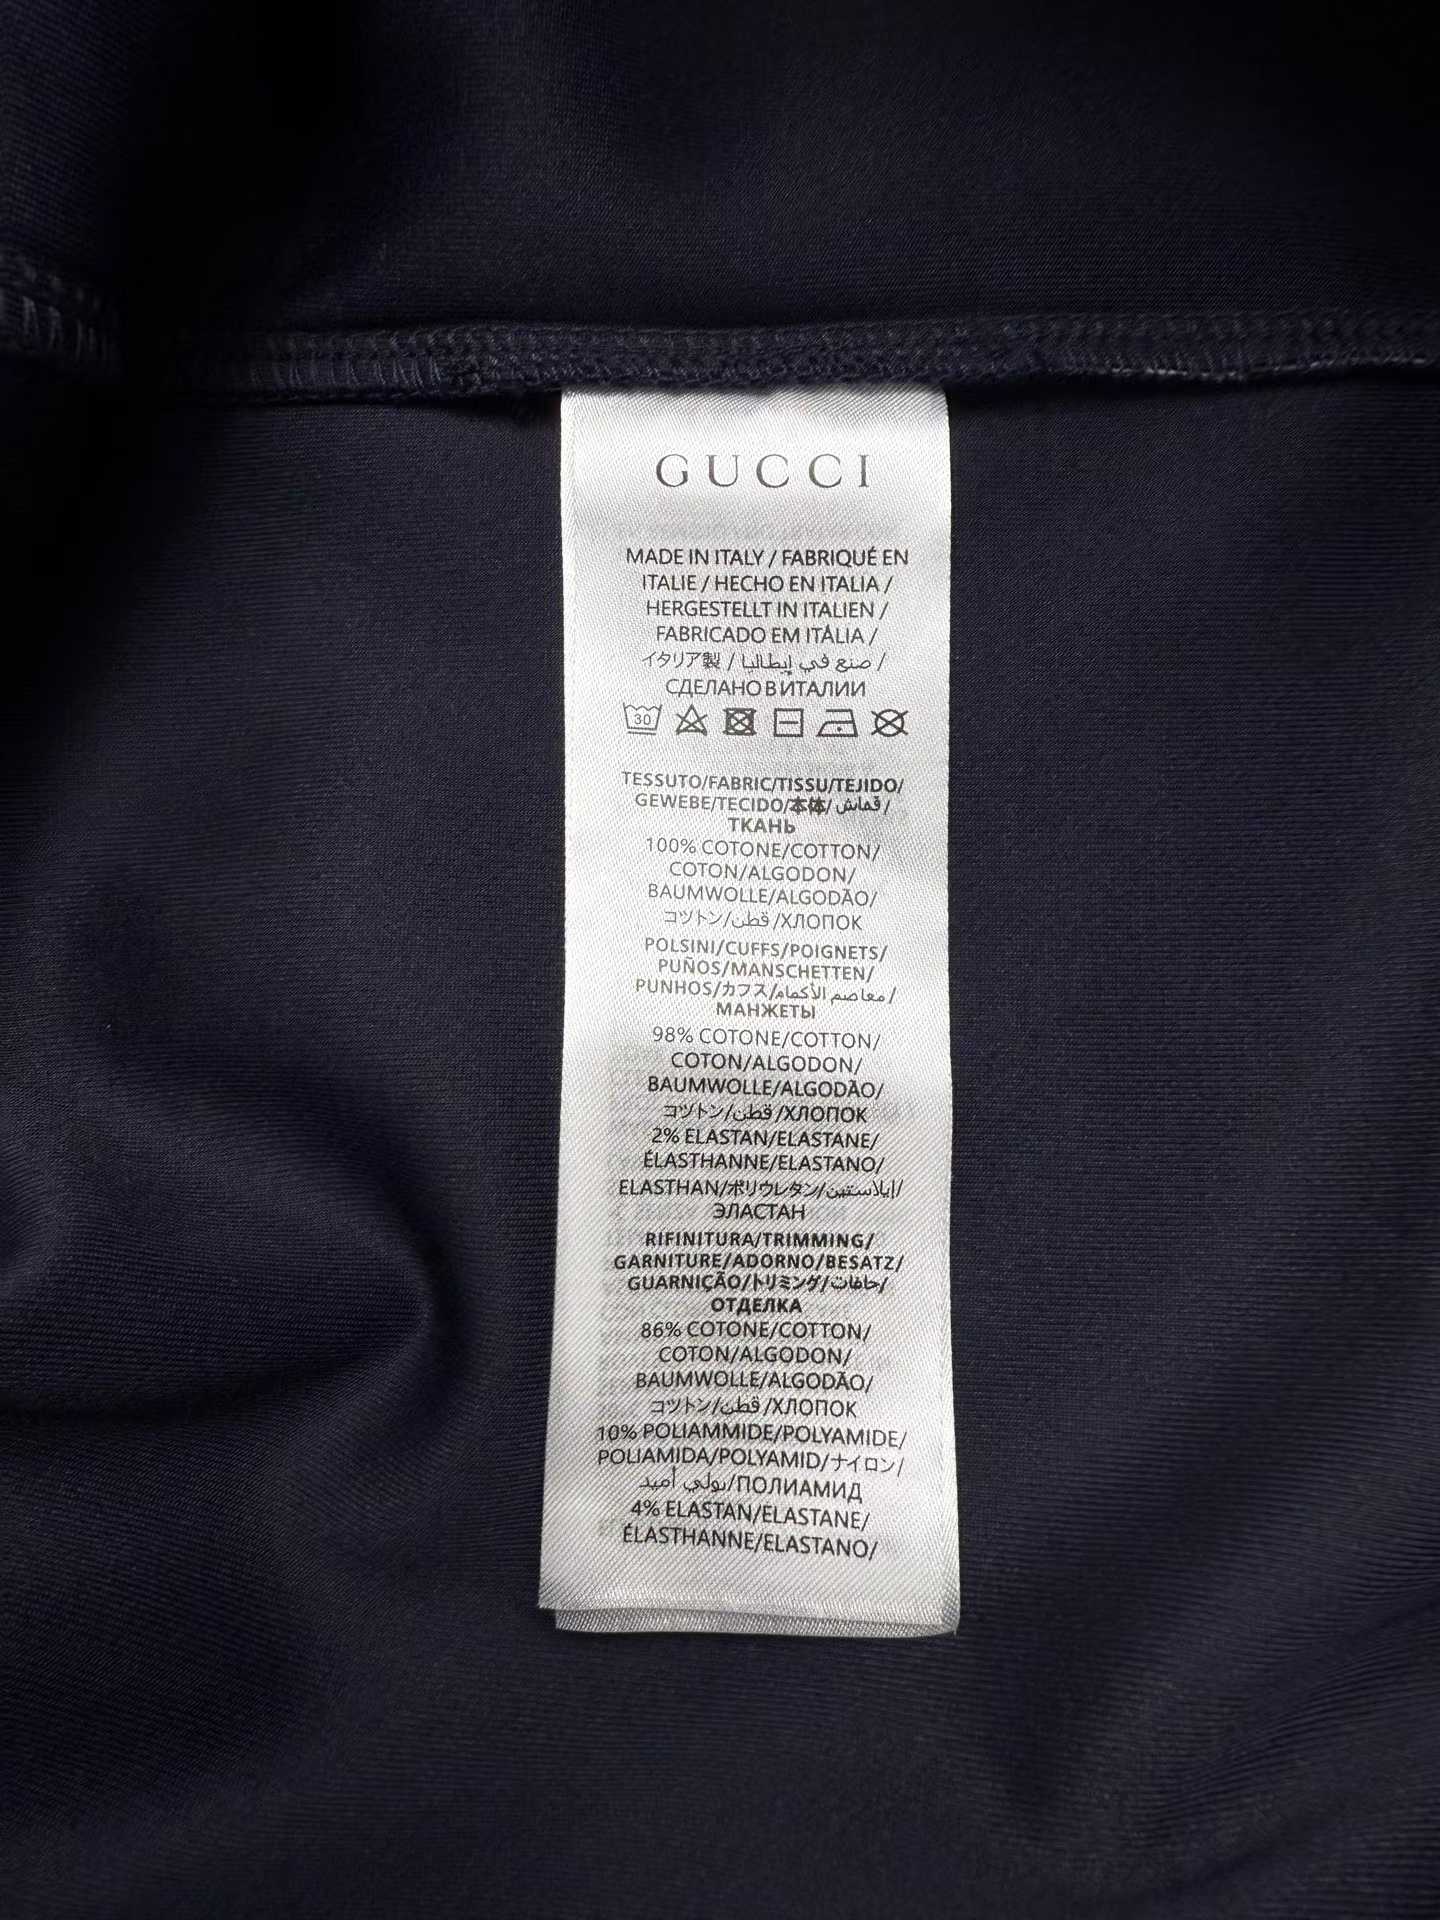 GUCCI
MADE IN ITALY / FABRIQUÉ EN
ITALIE / HECHO EN ITALIA /
HERGESTELLT IN ITALIEN /
FABRICADO EM ITÁLIA /
イタリア製 / صنع في إيطاليا /
СДЕЛАНО В ИТАЛИИ
30
TESSUTO/FABRIC/TISSU/TEJIDO/
GEWEBE/TECIDO/本体/قماش/
ТКАНЬ
100% COTONE/COTTON/
COTON/ALGODON/
BAUMWOLLE/ALGODÃO/
コットン/قطن/ХЛОПОК
POLSINI/CUFFS/POIGNETS/
PUÑOS/MANSCHETTEN/
PUNHOS/カフス/معاصم الأكمام/
МАНЖЕТЫ
98% COTONE/COTTON/
COTON/ALGODON/
BAUMWOLLE/ALGODÃO/
コットン/قطن/ХЛОПОК
2% ELASTAN/ELASTANE/
ÉLASTHANNE/ELASTANO/
ELASTHAN/ポリウレタン/إيلاستين/
ЭЛАСТАН
RIFINITURA/TRIMMING/
GARNITURE/ADORNO/BESATZ/
GUARNIÇÃO/トリミング/حافات/
ОТДЕЛКА
86% COTONE/COTTON/
COTON/ALGODON/
BAUMWOLLE/ALGODÃO/
コットン/قطن/ХЛОПОК
10% POLIAMMIDE/POLYAMIDE/
POLIAMIDA/POLYAMID/ナイロン/
بولي أميد/ПОЛИАМИД
4% ELASTAN/ELASTANE/
ÉLASTHANNE/ELASTANO/